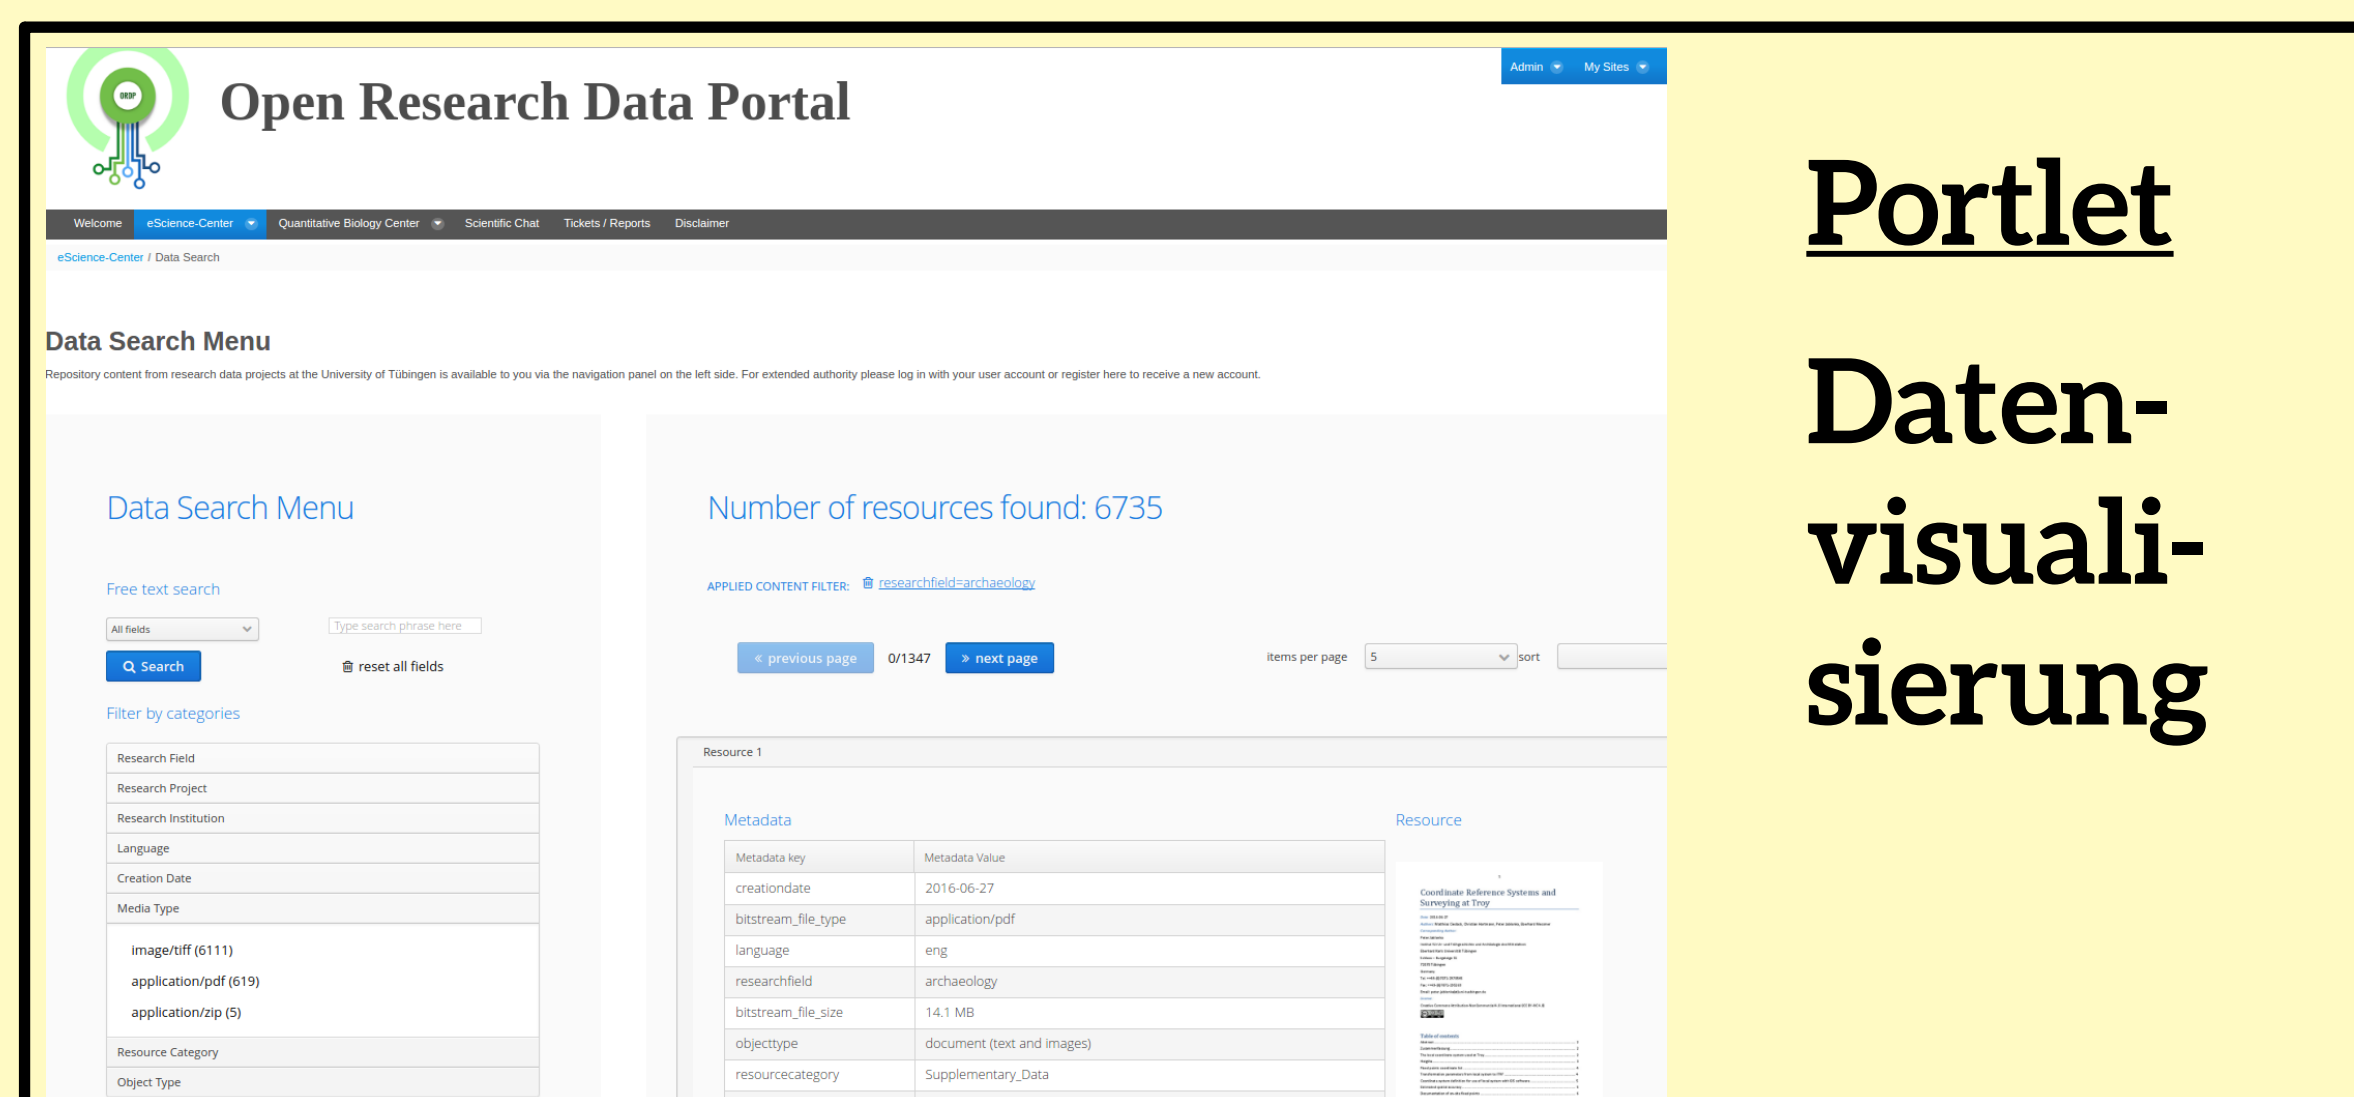 ORDP
Open Research Data Portal
Admin My Sites
Welcome eScience-Center Quantitative Biology Center Scientific Chat Tickets / Reports Disclaimer
eScience-Center / Data Search
Data Search Menu
Repository content from research data projects at the University of Tübingen is available to you via the navigation panel on the left side. For extended authority please log in with your user account or register here to receive a new account.
Data Search Menu
Free text search
All fields
Type search phrase here
Search
reset all fields
Filter by categories
Research Field
Research Project
Research Institution
Language
Creation Date
Media Type
image/tiff (6111)
application/pdf (619)
application/zip (5)
Resource Category
Object Type
Number of resources found: 6735
APPLIED CONTENT FILTER: researchfield=archaeology
« previous page 0/1347 » next page
items per page 5 sort
Resource 1
Metadata
Metadata key Metadata Value
creationdate 2016-06-27
bitstream_file_type application/pdf
language eng
researchfield archaeology
bitstream_file_size 14.1 MB
objecttype document (text and images)
resourcecategory Supplementary_Data
Resource
Coordinate Reference Systems and
Surveying at Troy
Table of contents
Portlet
Daten-
visuali-
sierung